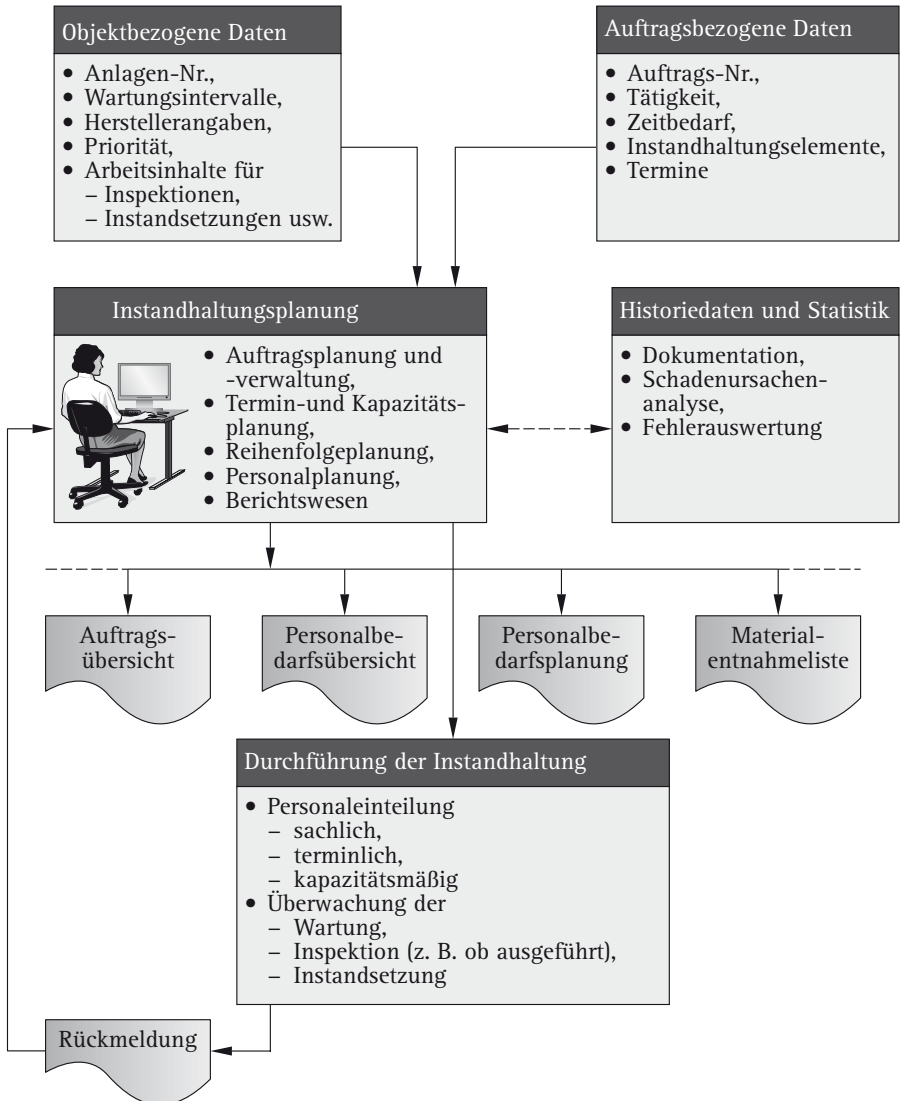 Objektbezogene Daten
• Anlagen-Nr.,
• Wartungsintervalle,
• Herstellerangaben,
• Priorität,
• Arbeitsinhalte für
– Inspektionen,
– Instandsetzungen usw.
Auftragsbezogene Daten
• Auftrags-Nr.,
• Tätigkeit,
• Zeitbedarf,
• Instandhaltungselemente,
• Termine
Instandhaltungsplanung
• Auftragsplanung und
-verwaltung,
• Termin-und Kapazitäts-
planung,
• Reihenfolgeplanung,
• Personalplanung,
• Berichtswesen
Historiedaten und Statistik
• Dokumentation,
• Schadenursachen-
analyse,
• Fehlerauswertung
Auftrags-
übersicht
Personalbe-
darfsübersicht
Personalbe-
darfsplanung
Material-
entnahmeliste
Durchführung der Instandhaltung
• Personaleinteilung
– sachlich,
– terminlich,
– kapazitätsmäßig
• Überwachung der
– Wartung,
– Inspektion (z. B. ob ausgeführt),
– Instandsetzung
Rückmeldung